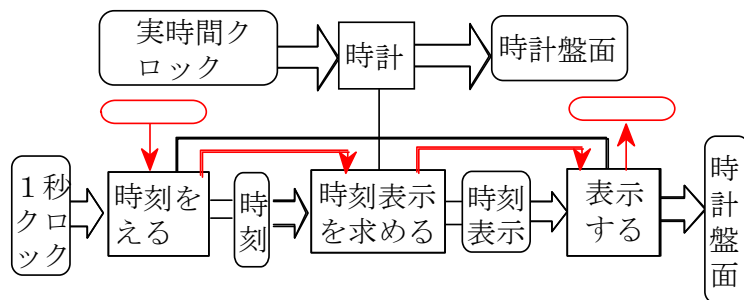 実時間ク
ロック
時計
時計盤面
１秒
クロ
ック
時刻を
える
時
刻
時刻表示
を求める
時刻
表示
表示
する
時
計
盤
面